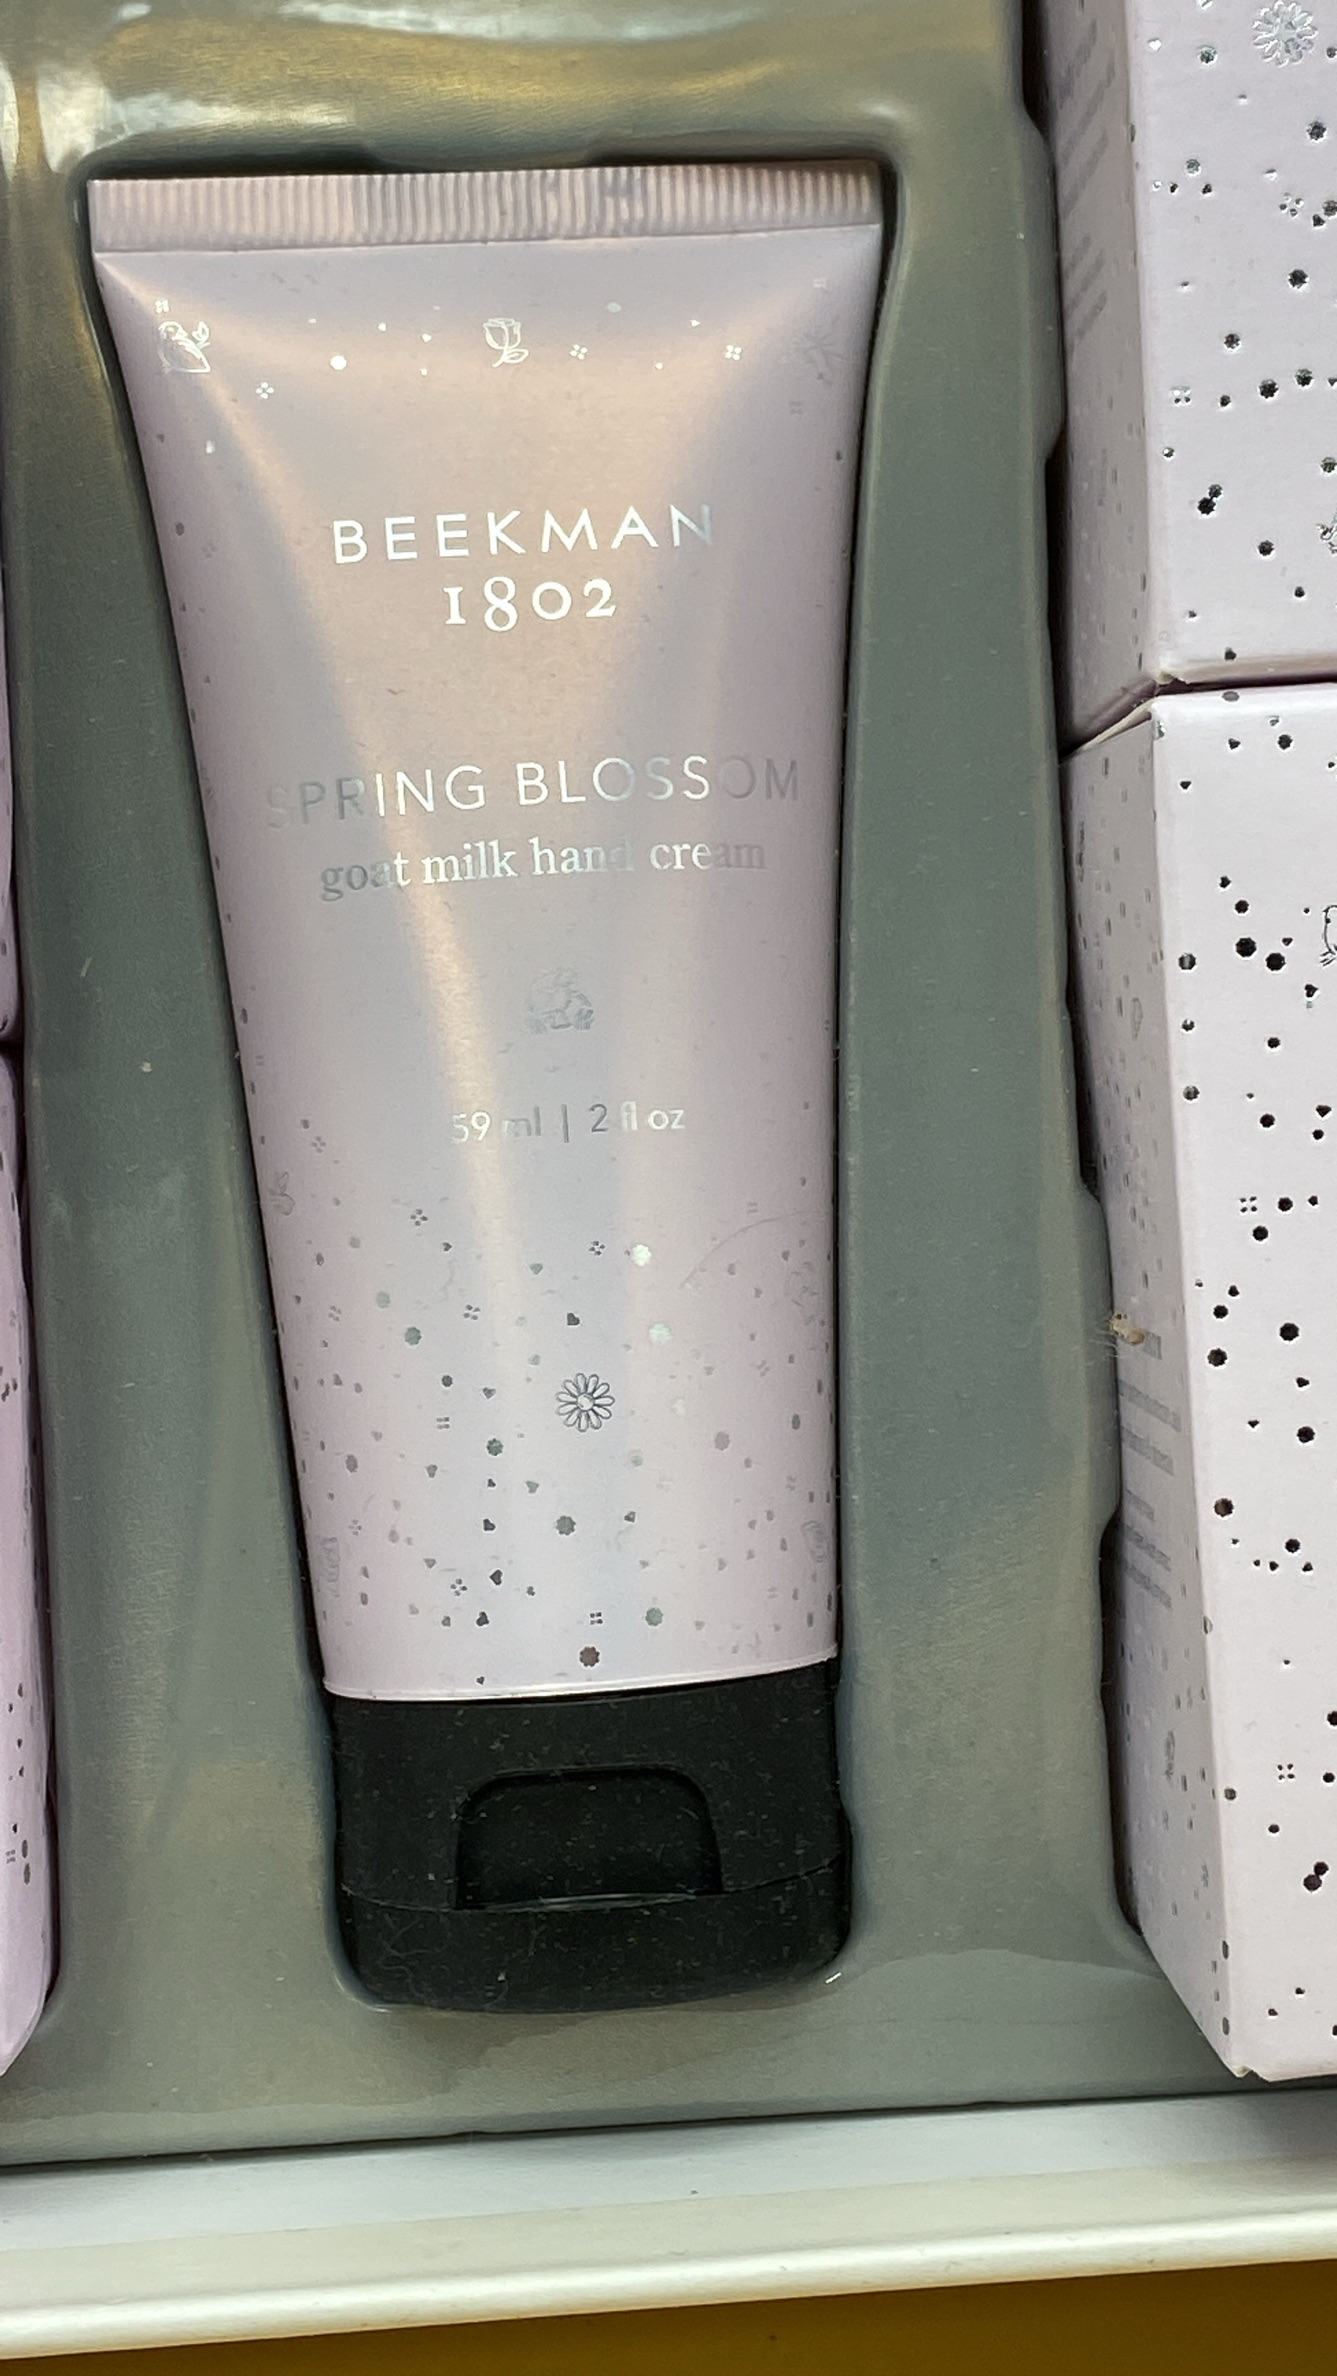 BEEKMAN
1802
SPRING BLOSSOM
goat milk hand cream
59 ml | 2 fl oz